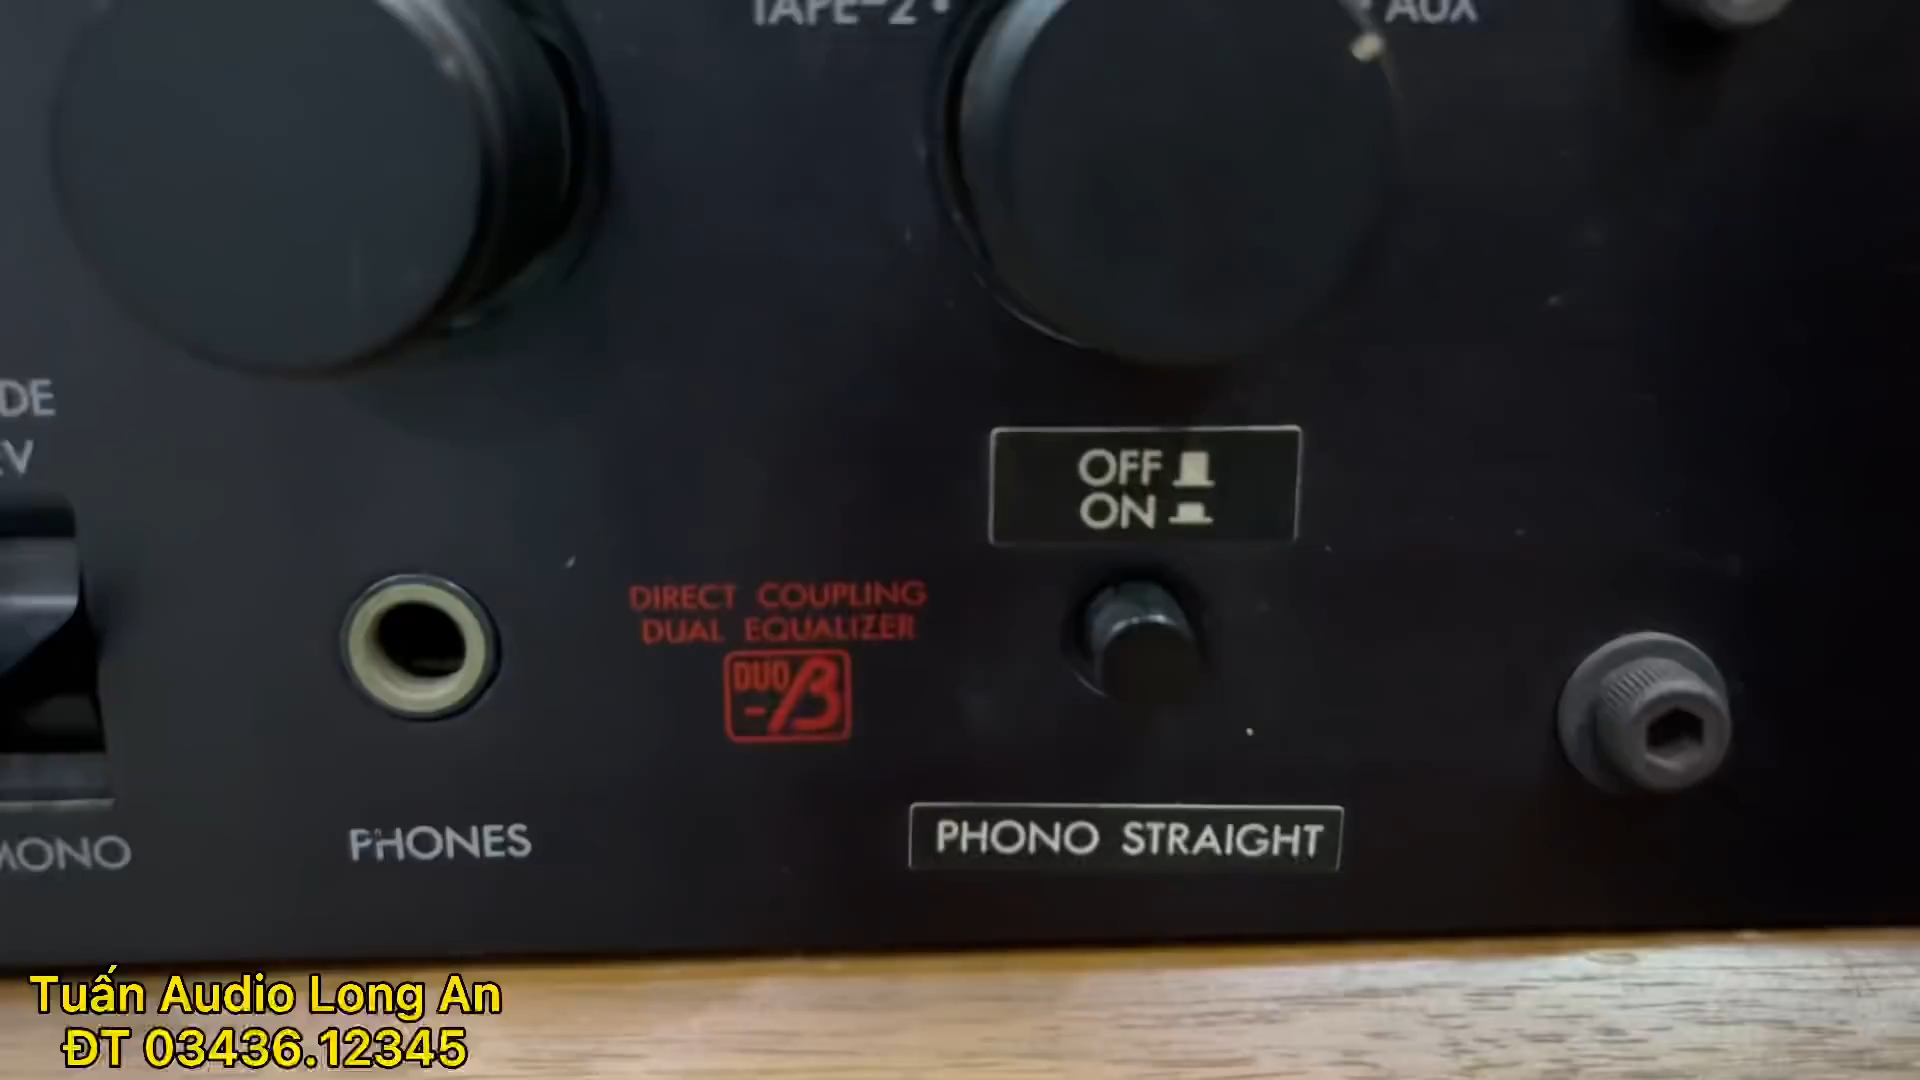 TAPE-2
AUX
OFF
ON
DIRECT COUPLING
DUAL EQUALIZER
DUO
-β
PHONES
PHONO STRAIGHT
MONO
Tuấn Audio Long An
ĐT 03436.12345